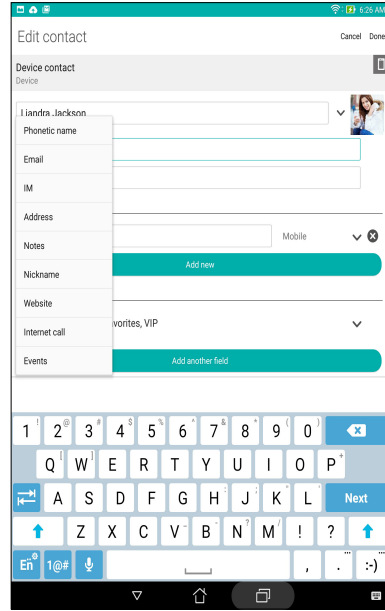 6:26 AM
Edit contact
Cancel Done
Device contact
Device
Liandra Jackson
Phonetic name
Email
IM
Address
Notes
Nickname
Website
Internet call
Events
Mobile
Add new
vorites, VIP
Add another field
1 ! 2 @ 3 # 4 $ 5 % 6 ^ 7 & 8 * 9 ( 0 )
Q [ W ] E R T Y U I O P +
A S D F G H : J ; K " L ' Next
Z X C V - B _ N ? M / ! ?
En 1@# , . ... :-) ...